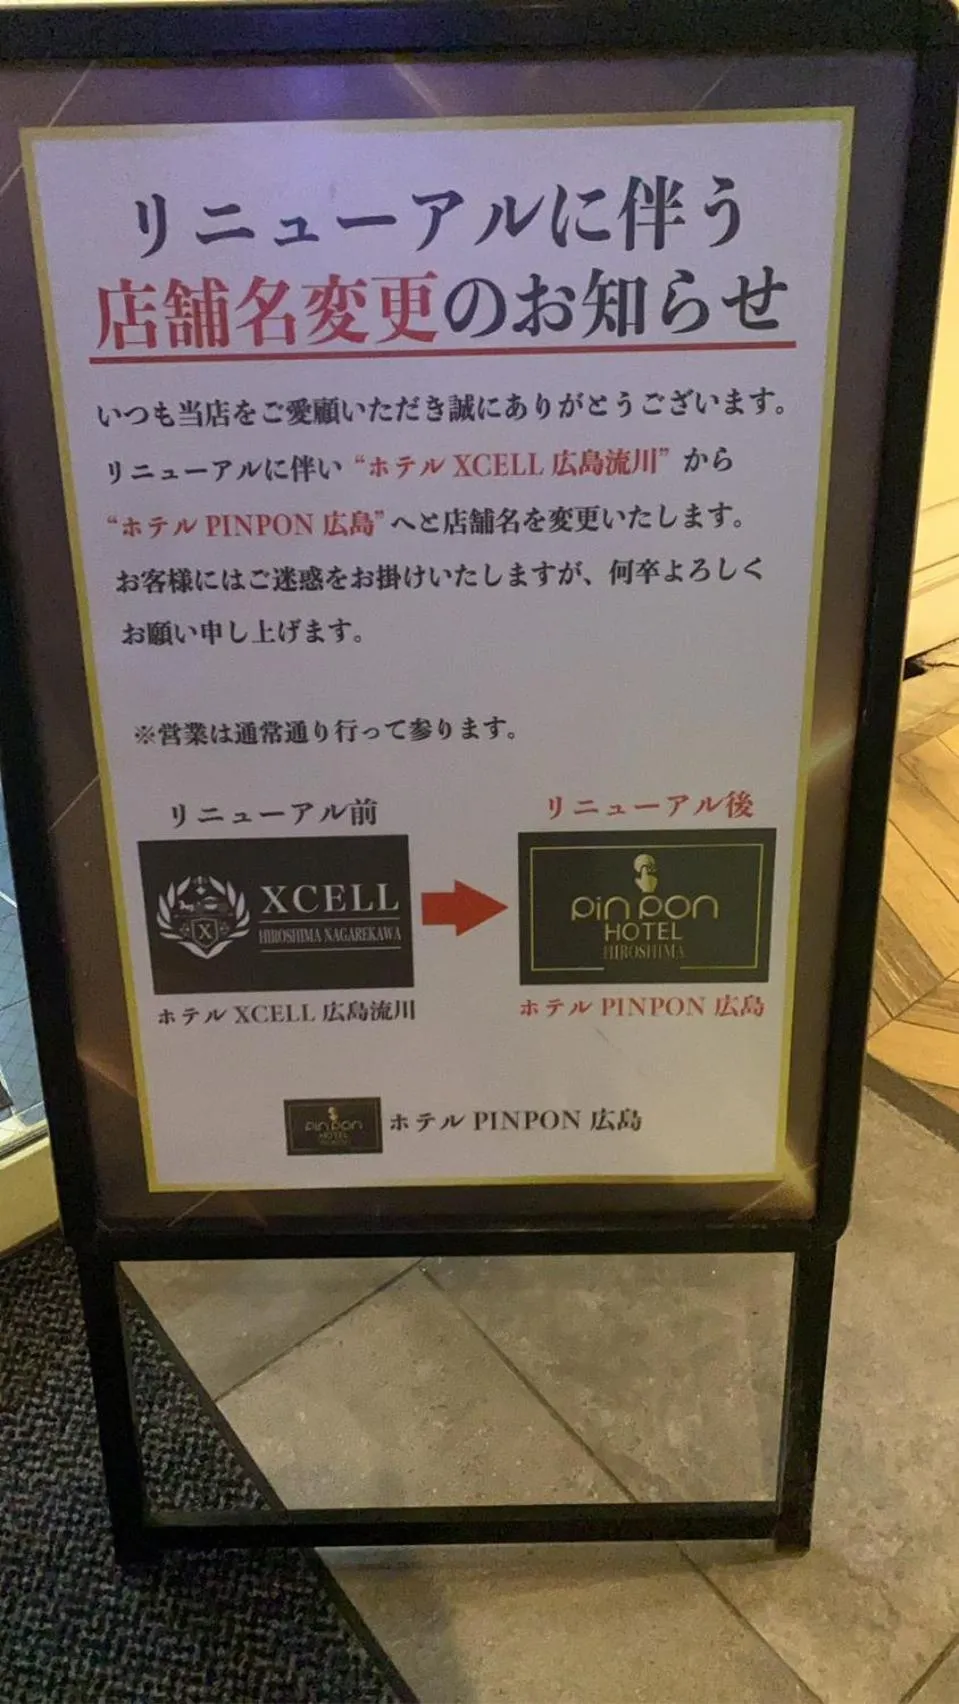 リニューアルに伴う
店舗名変更のお知らせ
いつも当店をご愛顧いただき誠にありがとうございます。
リニューアルに伴い “ホテル XCELL 広島流川” から
“ホテル PINPON 広島” へと店舗名を変更いたします。
お客様にはご迷惑をお掛けいたしますが、何卒よろしく
お願い申し上げます。
※営業は通常通り行って参ります。
リニューアル前
リニューアル後
X
XCELL
HIROSHIMA NAGAREKAWA
pin pon
HOTEL
HIROSHIMA
ホテル XCELL 広島流川
ホテル PINPON 広島
pin pon
HOTEL
ホテル PINPON 広島